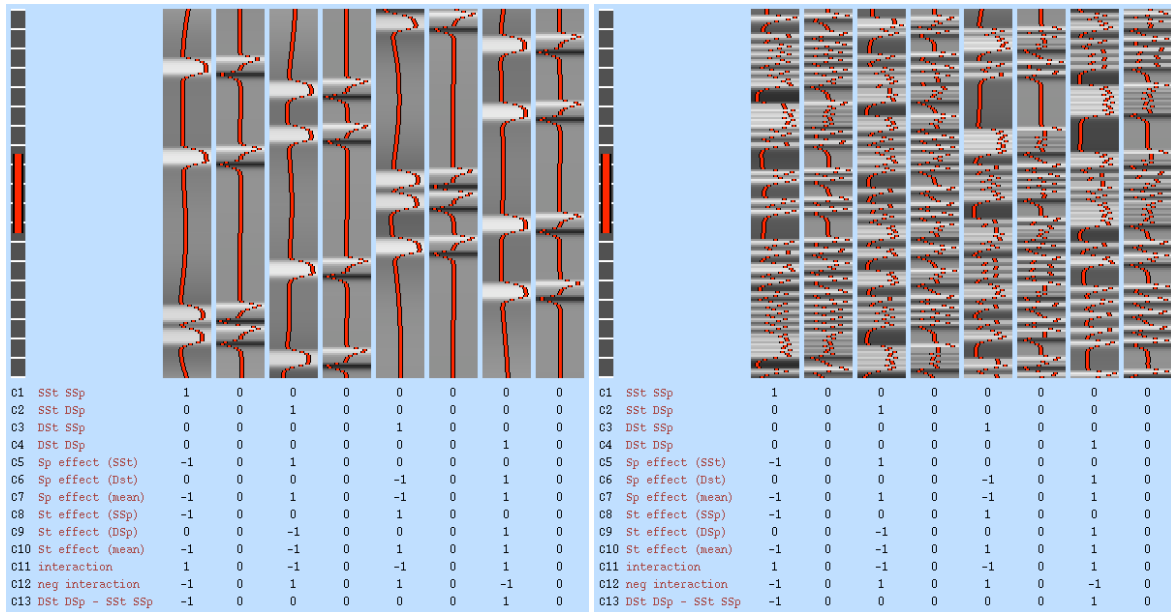 C1 SSt SSp 1 0 0 0 0 0 0 0
C2 SSt DSp 0 0 1 0 0 0 0 0
C3 DSt SSp 0 0 0 0 1 0 0 0
C4 DSt DSp 0 0 0 0 0 0 1 0
C5 Sp effect (SSt) -1 0 1 0 0 0 0 0
C6 Sp effect (Dst) 0 0 0 0 -1 0 1 0
C7 Sp effect (mean) -1 0 1 0 -1 0 1 0
C8 St effect (SSp) -1 0 0 0 1 0 0 0
C9 St effect (DSp) 0 0 -1 0 0 0 1 0
C10 St effect (mean) -1 0 -1 0 1 0 1 0
C11 interaction 1 0 -1 0 -1 0 1 0
C12 neg interaction -1 0 1 0 1 0 -1 0
C13 DSt DSp - SSt SSp -1 0 0 0 0 0 1 0
C1 SSt SSp 1 0 0 0 0 0 0 0
C2 SSt DSp 0 0 1 0 0 0 0 0
C3 DSt SSp 0 0 0 0 1 0 0 0
C4 DSt DSp 0 0 0 0 0 0 1 0
C5 Sp effect (SSt) -1 0 1 0 0 0 0 0
C6 Sp effect (Dst) 0 0 0 0 -1 0 1 0
C7 Sp effect (mean) -1 0 1 0 -1 0 1 0
C8 St effect (SSp) -1 0 0 0 1 0 0 0
C9 St effect (DSp) 0 0 -1 0 0 0 1 0
C10 St effect (mean) -1 0 -1 0 1 0 1 0
C11 interaction 1 0 -1 0 -1 0 1 0
C12 neg interaction -1 0 1 0 1 0 -1 0
C13 DSt DSp - SSt SSp -1 0 0 0 0 0 1 0